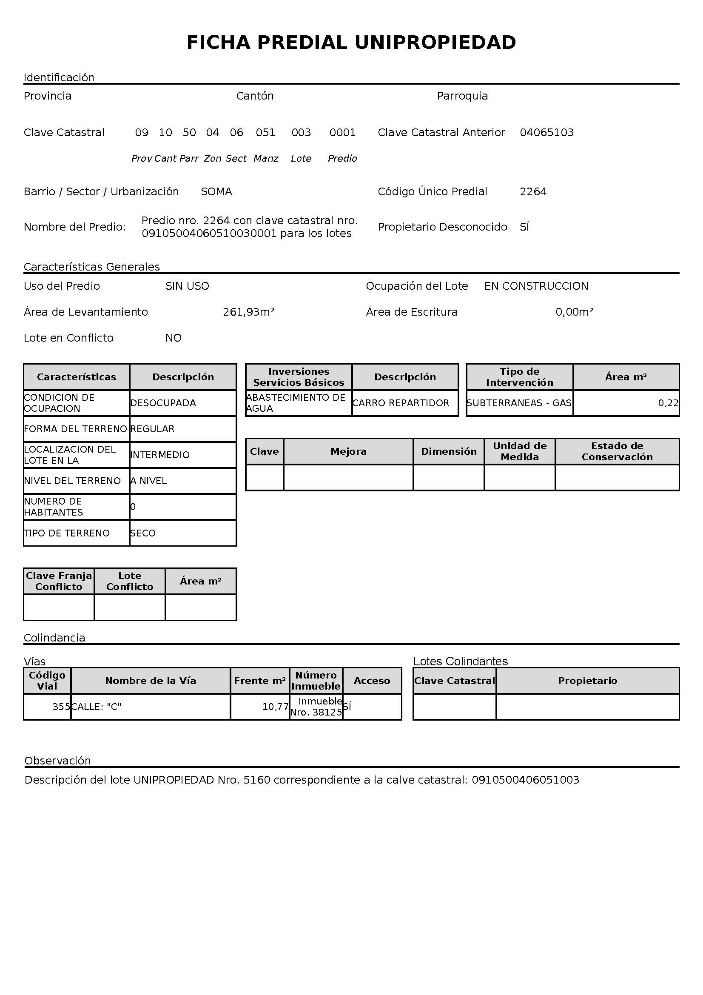 FICHA PREDIAL UNIPROPIEDAD
Identificación
Provincia Cantón Parroquia
Clave Catastral 09 10 50 04 06 051 003 0001 Clave Catastral Anterior 04065103
Prov Cant Parr Zon Sect Manz Lote Predio
Barrio / Sector / Urbanización SOMA Código Único Predial 2264
Nombre del Predio: Predio nro. 2264 con clave catastral nro.
09105004060510030001 para los lotes
Propietario Desconocido SÍ
Características Generales
Uso del Predio SIN USO Ocupación del Lote EN CONSTRUCCION
Área de Levantamiento 261,93m² Área de Escritura 0,00m²
Lote en Conflicto NO
Características Descripción
CONDICION DE
OCUPACION
DESOCUPADA
FORMA DEL TERRENO REGULAR
LOCALIZACION DEL
LOTE EN LA
INTERMEDIO
NIVEL DEL TERRENO A NIVEL
NUMERO DE
HABITANTES
0
TIPO DE TERRENO SECO
Inversiones
Servicios Básicos
Descripción
ABASTECIMIENTO DE
AGUA
CARRO REPARTIDOR
Tipo de
Intervención
Área m²
SUBTERRANEAS - GAS 0,22
Clave Mejora Dimensión Unidad de
Medida
Estado de
Conservación
Clave Franja
Conflicto
Lote
Conflicto
Área m²
Colindancia
Vías
Código
Vial
Nombre de la Vía Frente m² Número
Inmueble
Acceso
355 CALLE: "C" 10,77 Inmueble
Nro. 38125
SÍ
Lotes Colindantes
Clave Catastral Propietario
Observación
Descripción del lote UNIPROPIEDAD Nro. 5160 correspondiente a la calve catastral: 0910500406051003